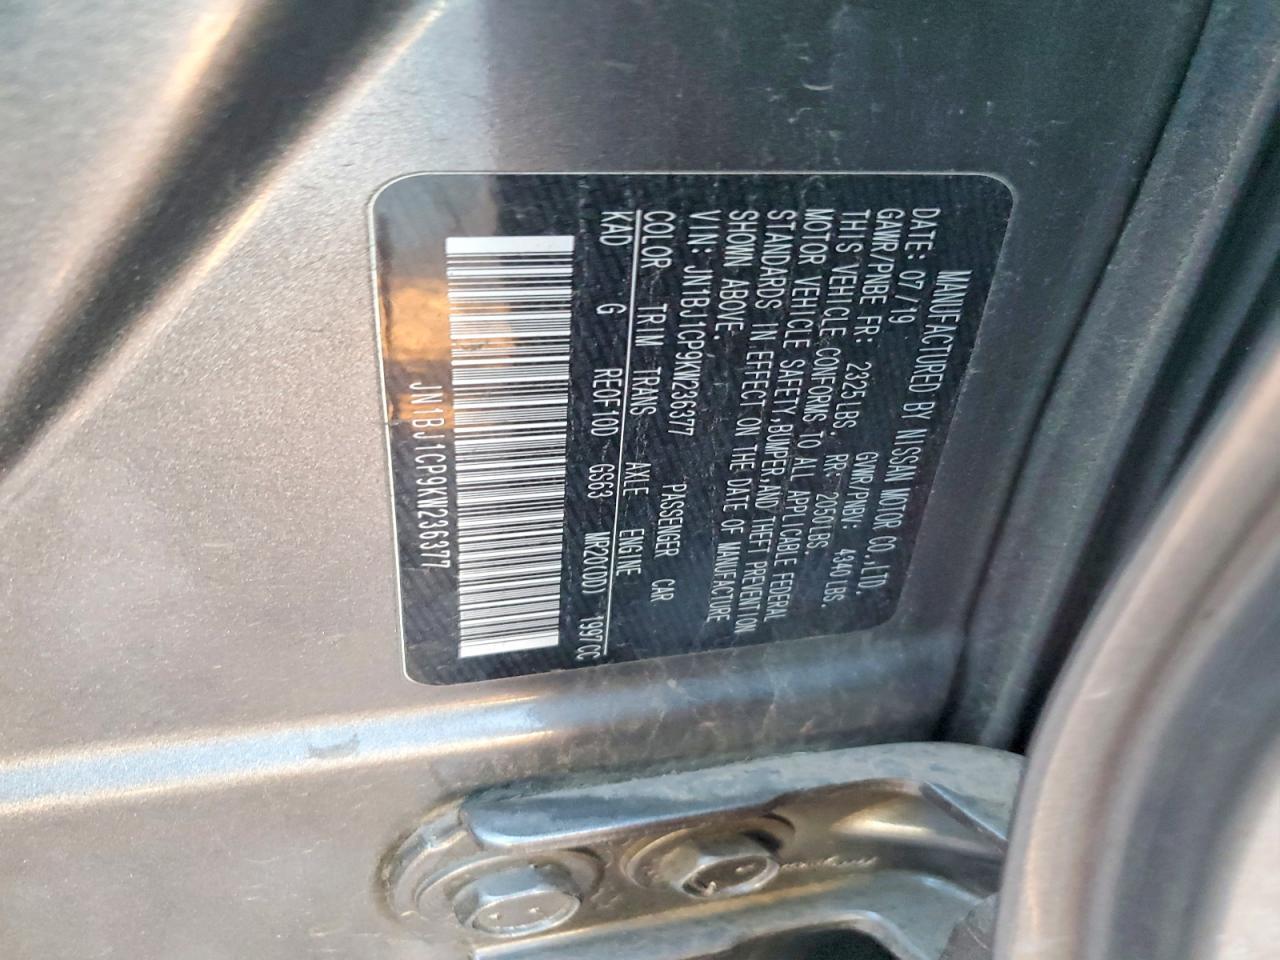 MANUFACTURED BY NISSAN MOTOR CO.,LTD.
DATE: 07/19 GVWR/PNBV: 4340 LBS.
GAWR/PNBE FR: 2325 LBS. RR: 2050 LBS
THIS VEHICLE CONFORMS TO ALL APPLICABLE FEDERAL
MOTOR VEHICLE SAFETY,BUMPER,AND THEFT PREVENTION
STANDARDS IN EFFECT ON THE DATE OF MANUFACTURE
SHOWN ABOVE.
VIN: JN1BJ1CP9KW236377 PASSENGER CAR
COLOR TRIM TRANS AXLE ENGINE
KAD G RE0F10D GS63 MR20(DD) 1997CC
JN1BJ1CP9KW236377